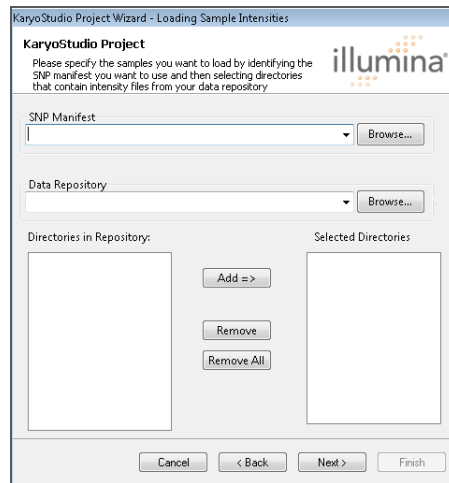 KaryoStudio Project Wizard - Loading Sample Intensities
KaryoStudio Project
Please specify the samples you want to load by identifying the
SNP manifest you want to use and then selecting directories
that contain intensity files from your data repository
illumina®
SNP Manifest
Browse...
Data Repository
Browse...
Directories in Repository:
Selected Directories
Add =>
Remove
Remove All
Cancel
< Back
Next >
Finish